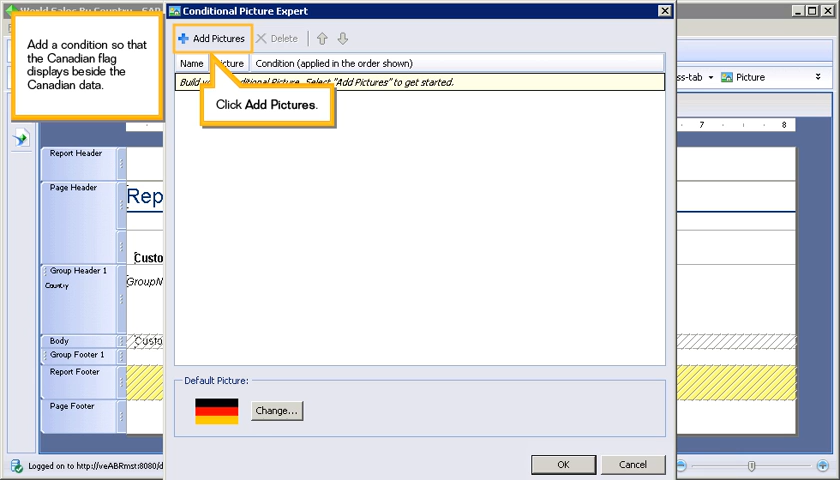 World Sales By Country - SAP
Conditional Picture Expert
Add a condition so that
the Canadian flag
displays beside the
Canadian data.
Add Pictures
Delete
Name
Picture
Condition (applied in the order shown)
Select "Add Pictures" to get started.
Click Add Pictures.
ss-tab
Picture
7
8
Report Header
Page Header
Rep
Custo
Group Header 1
Country
GroupN
Body
Custo
Group Footer 1
Report Footer
Page Footer
Default Picture:
Change...
OK
Cancel
Logged on to http://veABRmst:8080/d